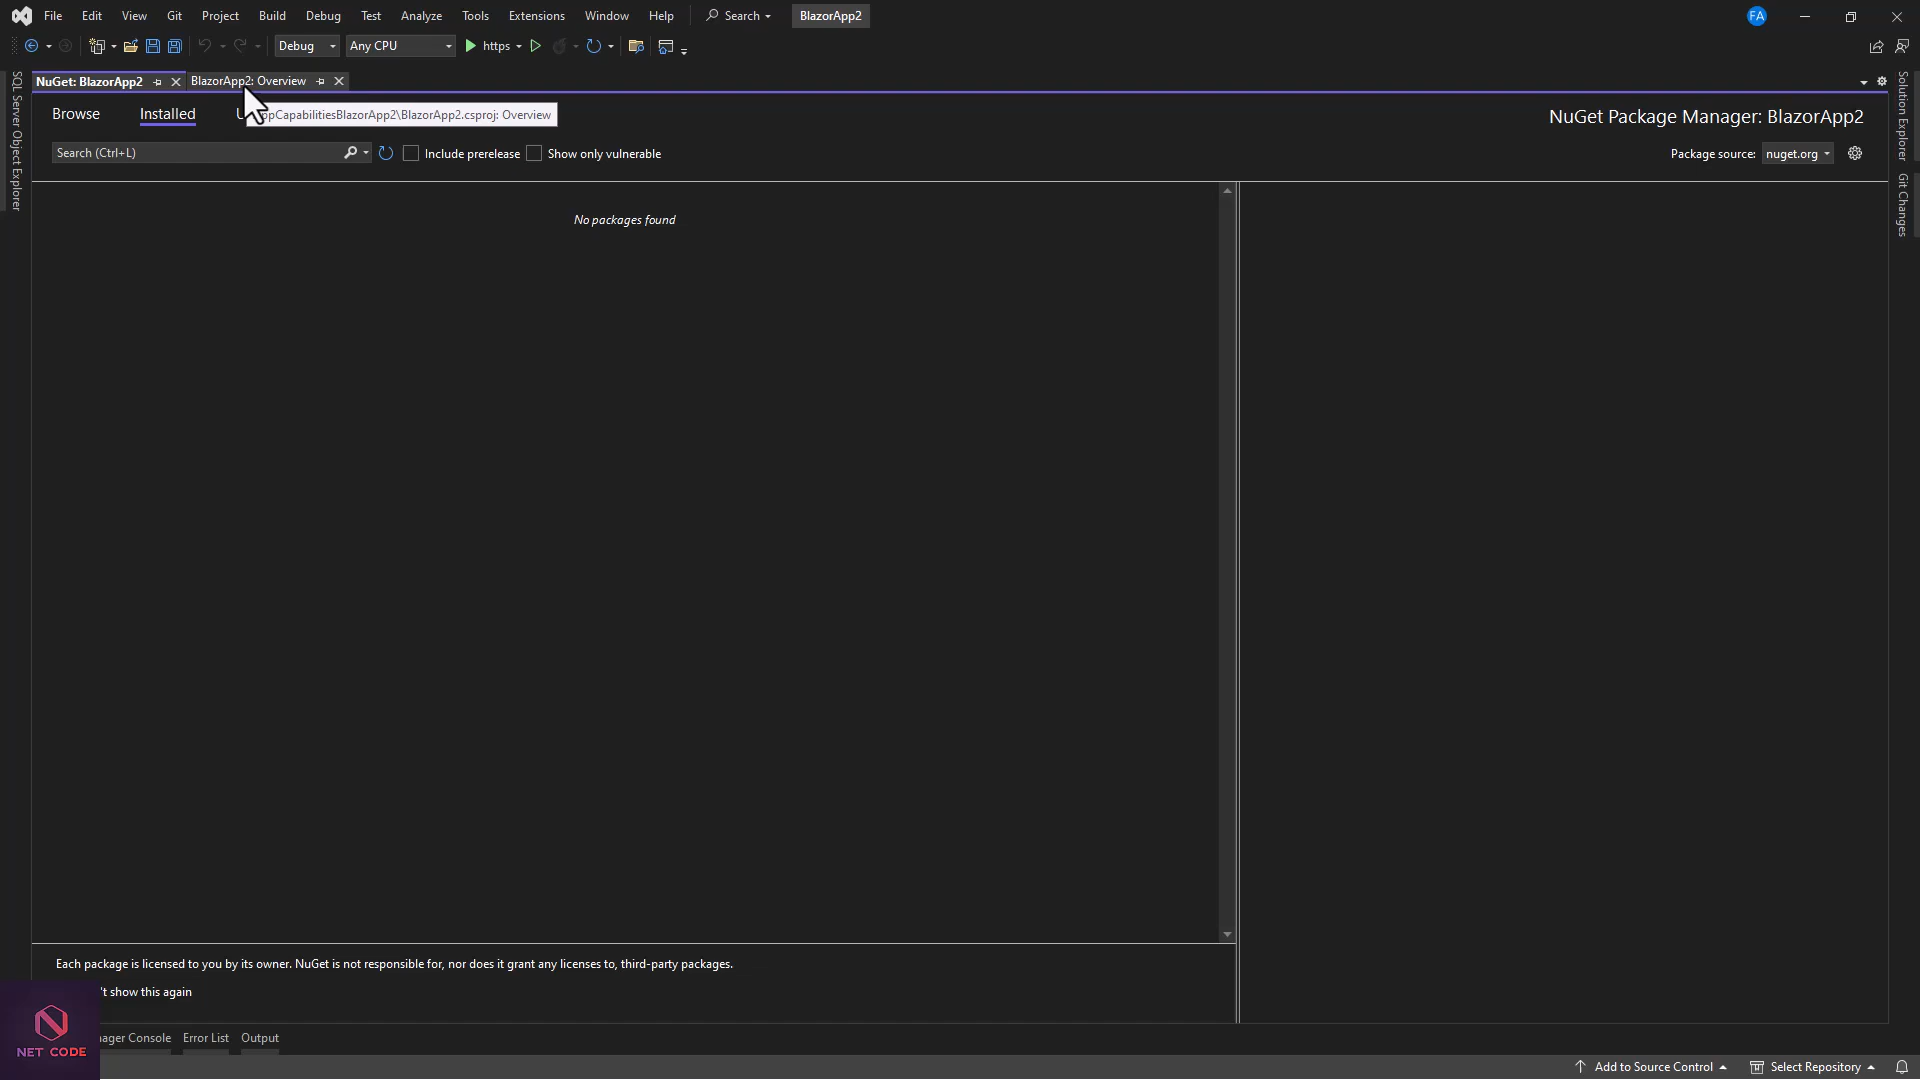 File Edit View Git Project Build Debug Test Analyze Tools Extensions Window Help Search BlazorApp2 FA
Debug Any CPU https
NuGet: BlazorApp2 BlazorApp2: Overview
Browse Installed
ppCapabilitiesBlazorApp2\BlazorApp2.csproj: Overview
NuGet Package Manager: BlazorApp2
Search (Ctrl+L) Include prerelease Show only vulnerable Package source: nuget.org
SQL Server Object Explorer
Solution Explorer
Git Changes
No packages found
Each package is licensed to you by its owner. NuGet is not responsible for, nor does it grant any licenses to, third-party packages.
't show this again
ager Console Error List Output
NET CODE
Add to Source Control Select Repository